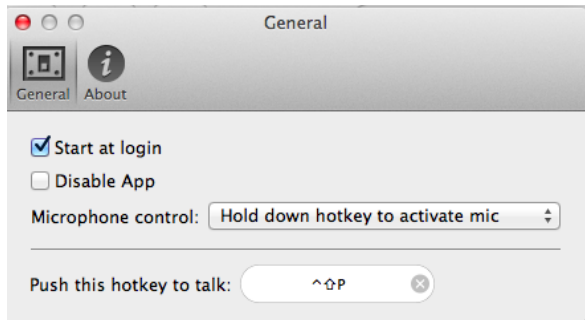 General
General About
Start at login
Disable App
Microphone control: Hold down hotkey to activate mic
Push this hotkey to talk: ^⇧P